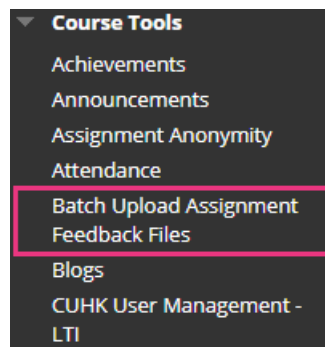 Course Tools
Achievements
Announcements
Assignment Anonymity
Attendance
Batch Upload Assignment
Feedback Files
Blogs
CUHK User Management -
LTI